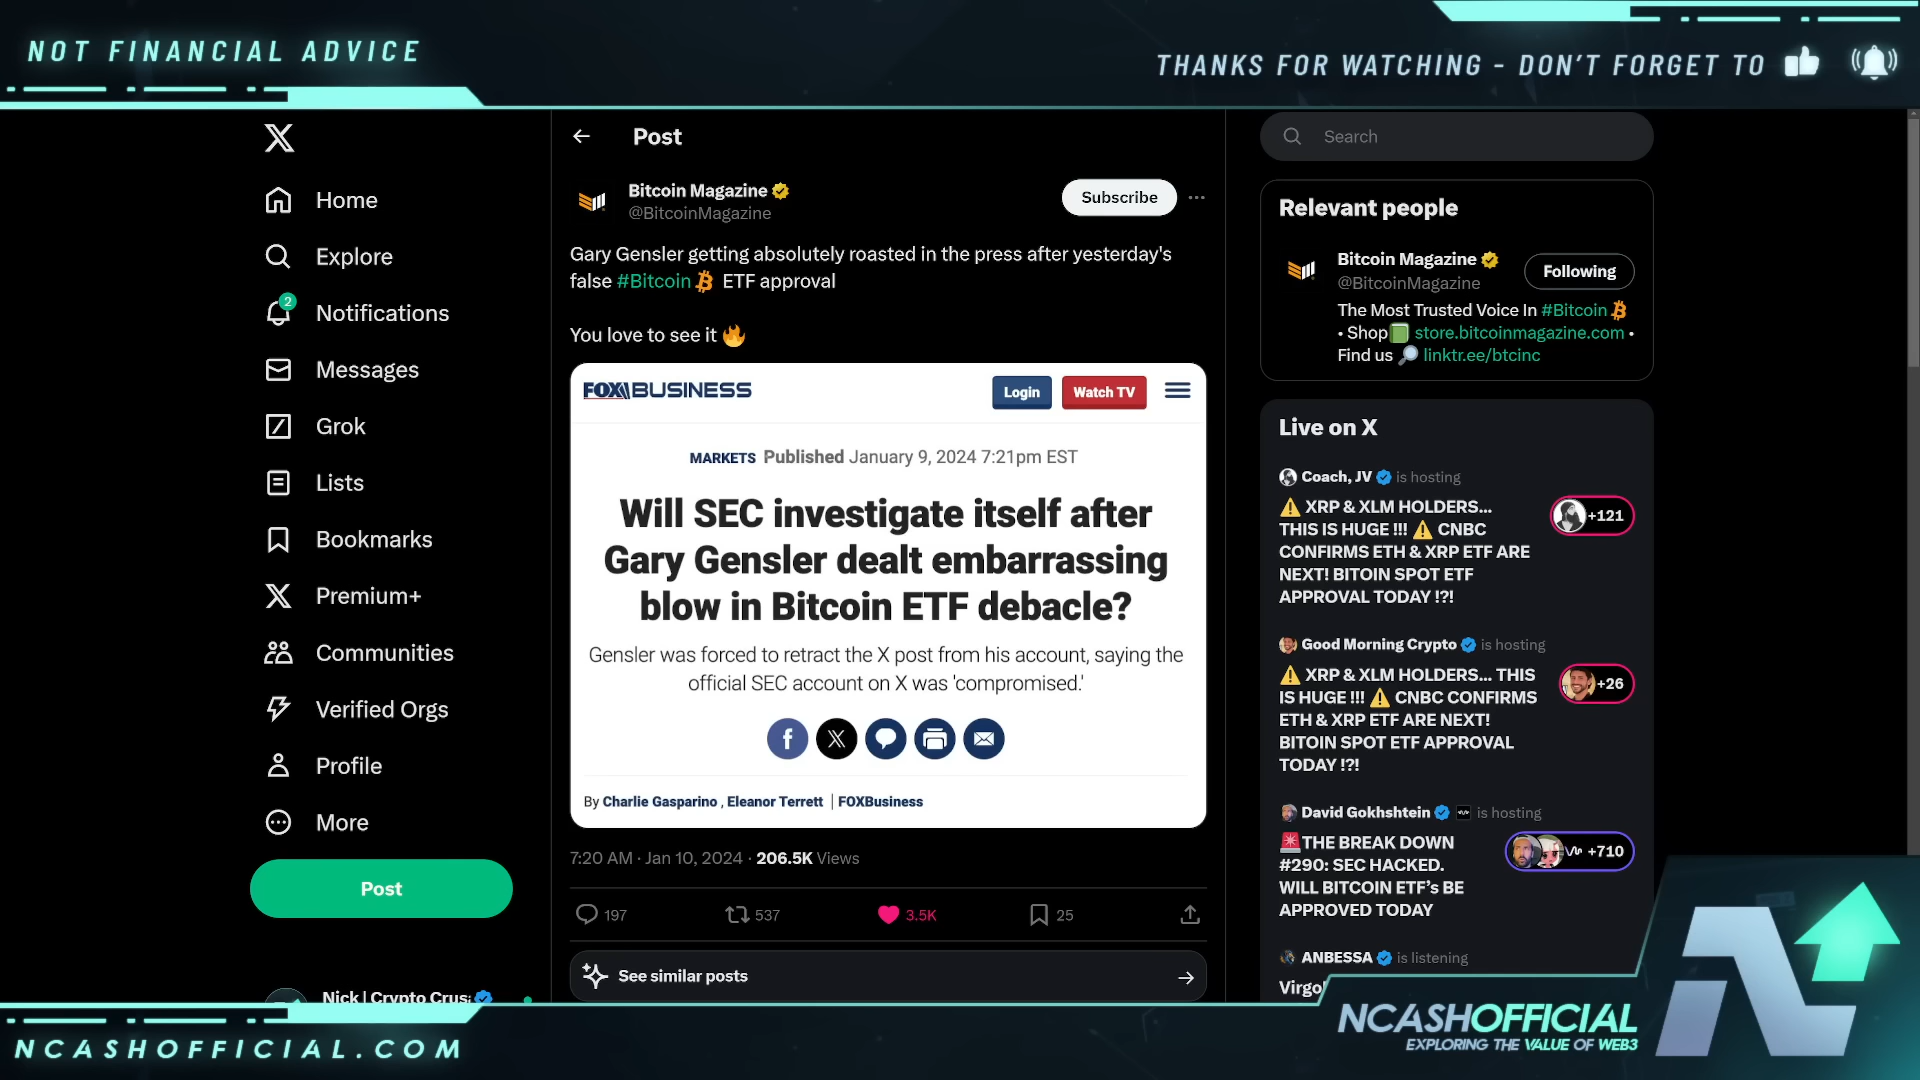 NOT FINANCIAL ADVICE
THANKS FOR WATCHING - DON'T FORGET TO
Home
Explore
2
Notifications
Messages
Grok
Lists
Bookmarks
Premium+
Communities
Verified Orgs
Profile
More
Post
Nick | Crypto Crus
Post
Bitcoin Magazine
@BitcoinMagazine
Subscribe
Gary Gensler getting absolutely roasted in the press after yesterday's
false #Bitcoin ETF approval
You love to see it 🔥
FOX BUSINESS
Login
Watch TV
MARKETS Published January 9, 2024 7:21pm EST
Will SEC investigate itself after
Gary Gensler dealt embarrassing
blow in Bitcoin ETF debacle?
Gensler was forced to retract the X post from his account, saying the
official SEC account on X was 'compromised.'
By Charlie Gasparino , Eleanor Terrett | FOXBusiness
7:20 AM · Jan 10, 2024 · 206.5K Views
197
537
3.5K
25
See similar posts
Search
Relevant people
Bitcoin Magazine
@BitcoinMagazine
Following
The Most Trusted Voice In #Bitcoin
• Shop📗 store.bitcoinmagazine.com •
Find us 🔎 linktr.ee/btcinc
Live on X
Coach, JV is hosting
⚠️ XRP & XLM HOLDERS...
THIS IS HUGE !!! ⚠️ CNBC
CONFIRMS ETH & XRP ETF ARE
NEXT! BITOIN SPOT ETF
APPROVAL TODAY !?!
+121
Good Morning Crypto is hosting
⚠️ XRP & XLM HOLDERS... THIS
IS HUGE !!! ⚠️ CNBC CONFIRMS
ETH & XRP ETF ARE NEXT!
BITOIN SPOT ETF APPROVAL
TODAY !?!
+26
David Gokhshtein is hosting
🚨THE BREAK DOWN
#290: SEC HACKED.
WILL BITCOIN ETF's BE
APPROVED TODAY
+710
ANBESSA is listening
Virgo
NCASHOFFICIAL.COM
NCASHOFFICIAL
EXPLORING THE VALUE OF WEB3